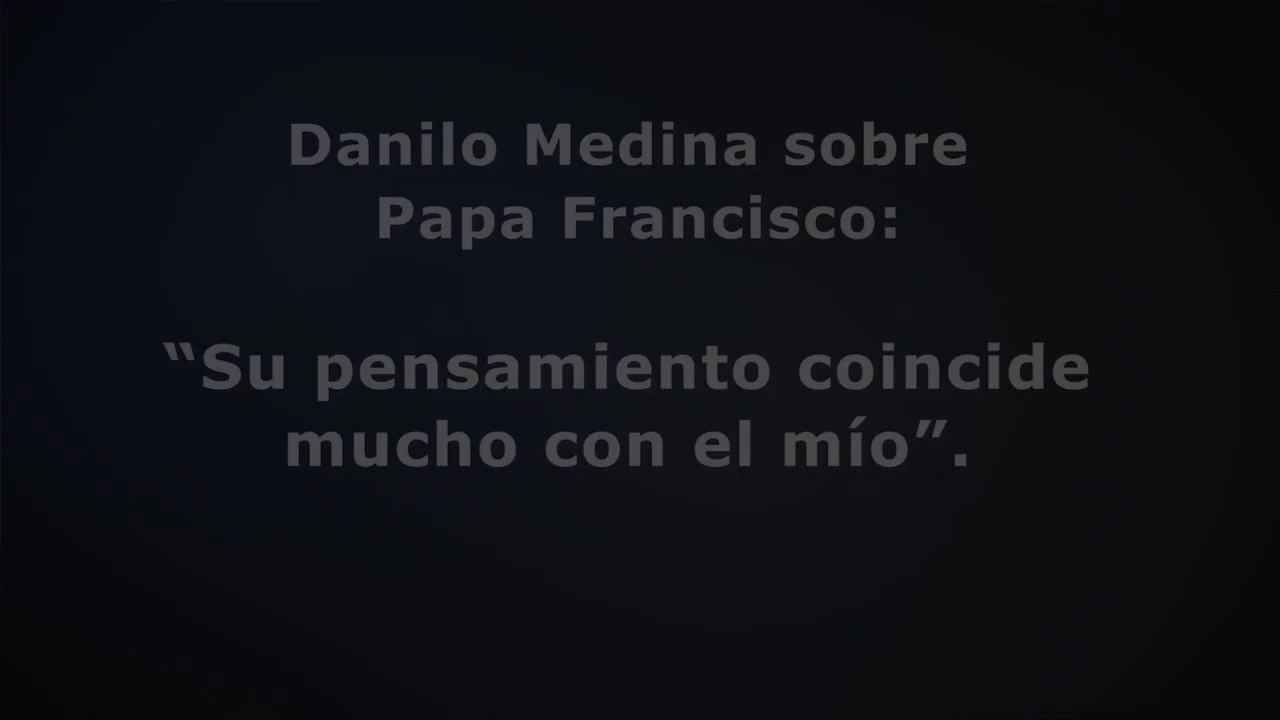 Danilo Medina sobre
Papa Francisco:
“Su pensamiento coincide
mucho con el mío”.